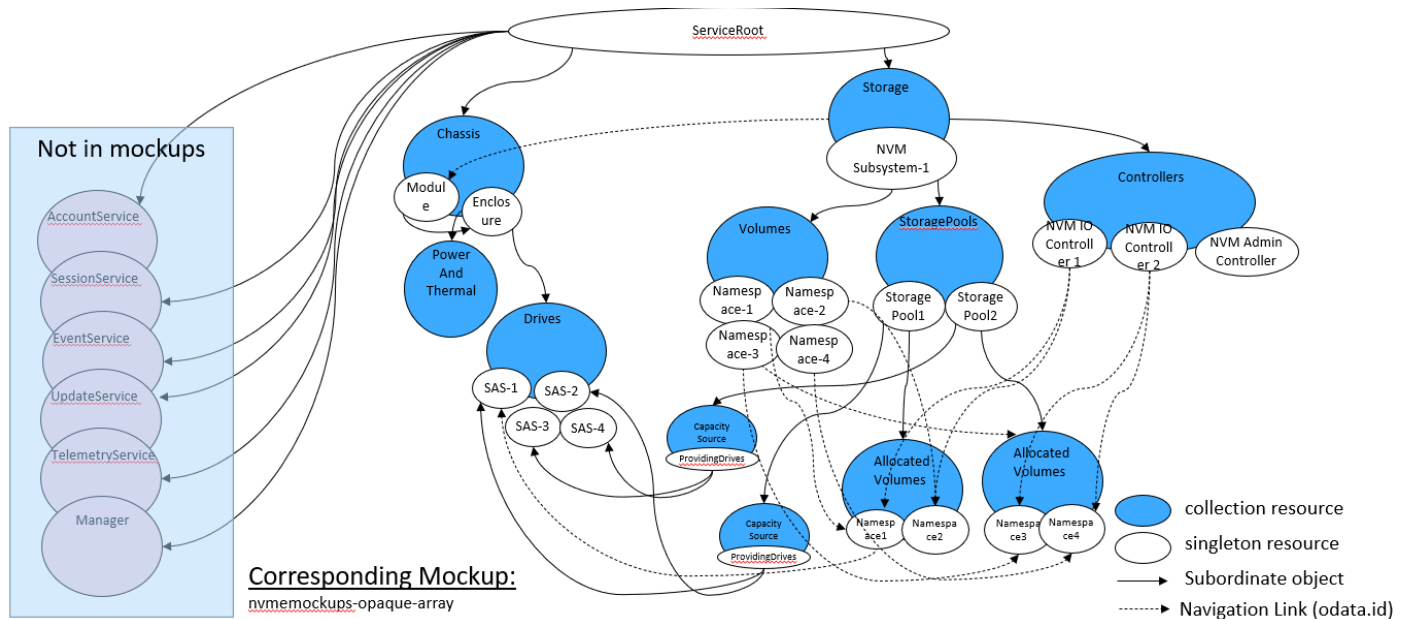 ServiceRoot
Storage
NVM
Subsystem-1
Not in mockups
Chassis
Modul
e
Enclos
ure
Controllers
NVM IO
Controll
er 1
NVM IO
Controll
er 2
NVM Admin
Controller
AccountService
SessionService
EventService
UpdateService
TelemetryService
Manager
Power
And
Thermal
Volumes
Namesp
ace-1
Namesp
ace-2
Namesp
ace-3
Namesp
ace-4
StoragePools
Storage
Pool1
Storage
Pool2
Drives
SAS-1
SAS-2
SAS-3
SAS-4
Capacity
Source
ProvidingDrives
Capacity
Source
ProvidingDrives
Allocated
Volumes
Namesp
ace1
Namespa
ce2
Allocated
Volumes
Namespa
ce3
Namespa
ce4
collection resource
singleton resource
Subordinate object
Navigation Link (odata.id)
Corresponding Mockup:
nvmemockups-opaque-array